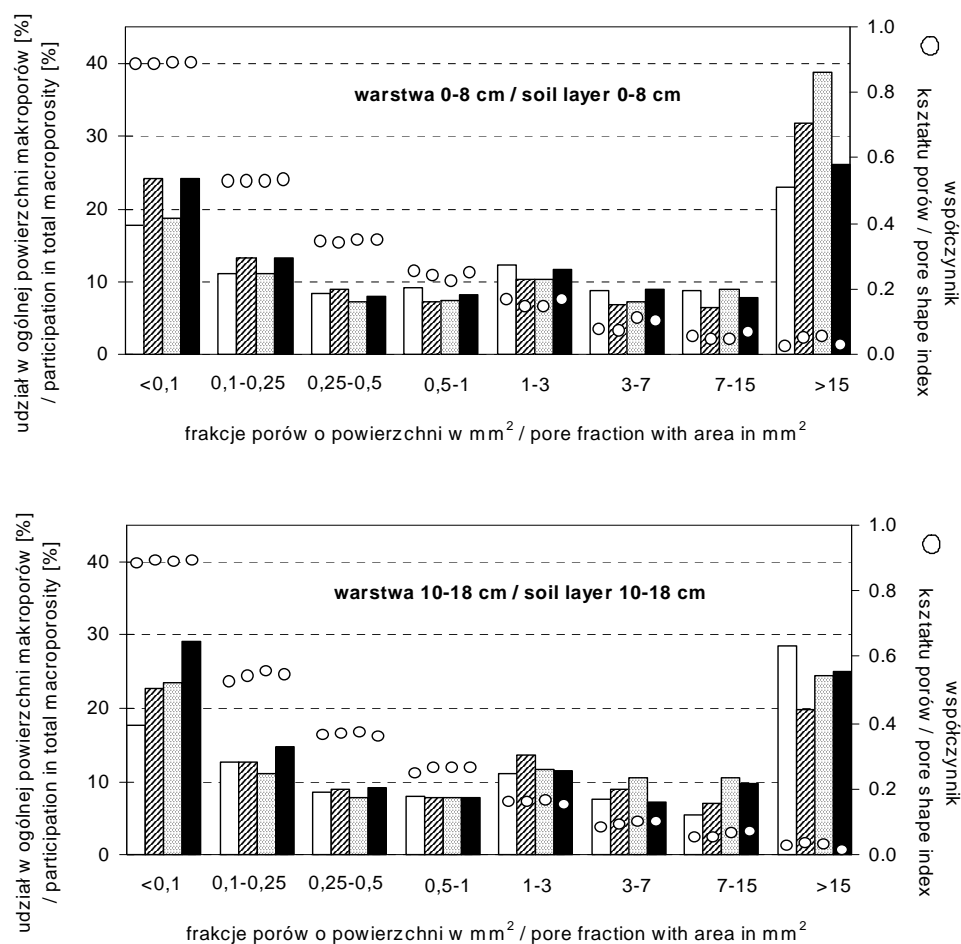 udział w ogólnej powierzchni makroporów [%]
/ participation in total macroporosity [%]
40
30
20
10
0
warstwa 0-8 cm / soil layer 0-8 cm
1.0
0.8
0.6
0.4
0.2
0.0
współczynnik
kształtu porów / pore shape index
<0,1 0,1-0,25 0,25-0,5 0,5-1 1-3 3-7 7-15 >15
frakcje porów o powierzchni w mm² / pore fraction with area in mm²
udział w ogólnej powierzchni makroporów [%]
/ participation in total macroporosity [%]
40
30
20
10
0
warstwa 10-18 cm / soil layer 10-18 cm
1.0
0.8
0.6
0.4
0.2
0.0
współczynnik
kształtu porów / pore shape index
<0,1 0,1-0,25 0,25-0,5 0,5-1 1-3 3-7 7-15 >15
frakcje porów o powierzchni w mm² / pore fraction with area in mm²